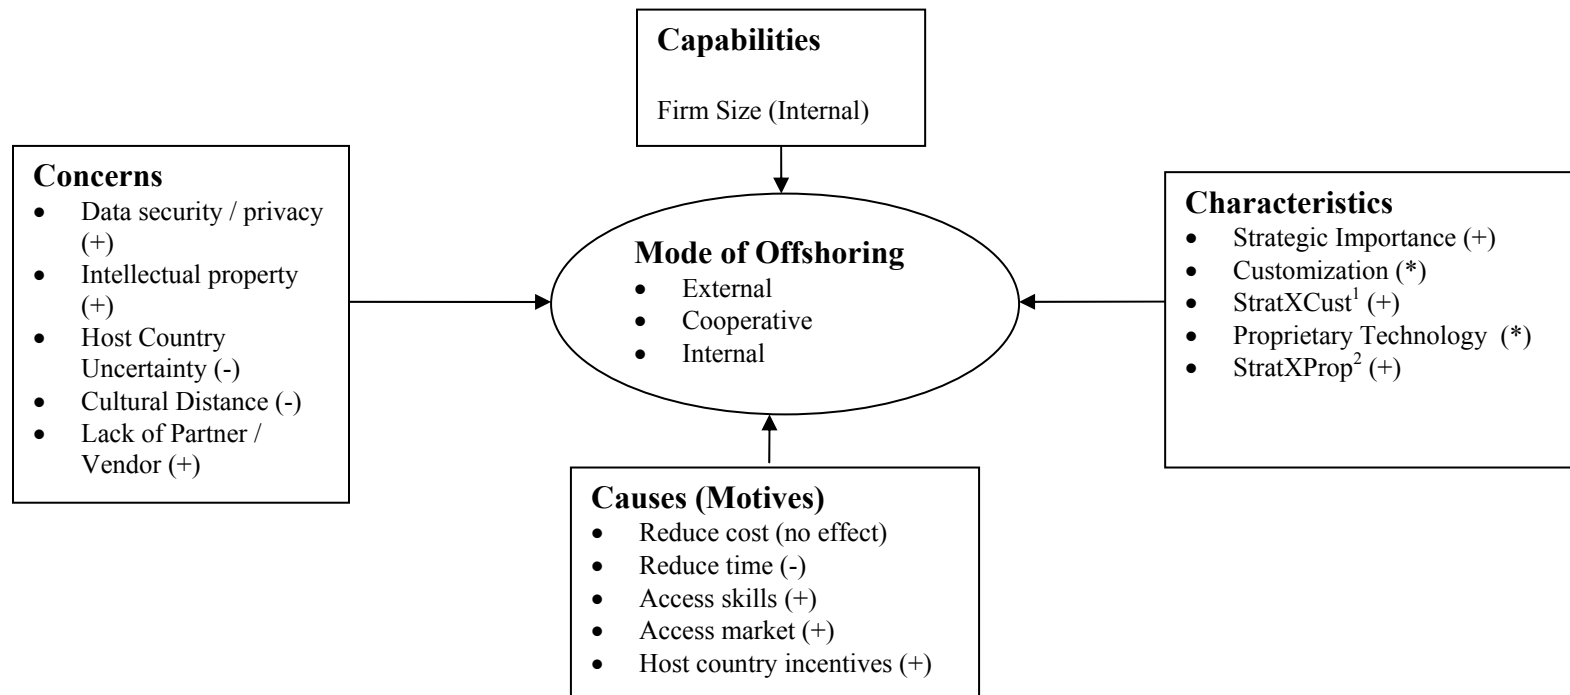 Capabilities
Firm Size (Internal)
Concerns
• Data security / privacy
(+)
• Intellectual property
(+)
• Host Country
Uncertainty (-)
• Cultural Distance (-)
• Lack of Partner /
Vendor (+)
Mode of Offshoring
• External
• Cooperative
• Internal
Characteristics
• Strategic Importance (+)
• Customization (*)
• StratXCust¹ (+)
• Proprietary Technology (*)
• StratXProp² (+)
Causes (Motives)
• Reduce cost (no effect)
• Reduce time (-)
• Access skills (+)
• Access market (+)
• Host country incentives (+)